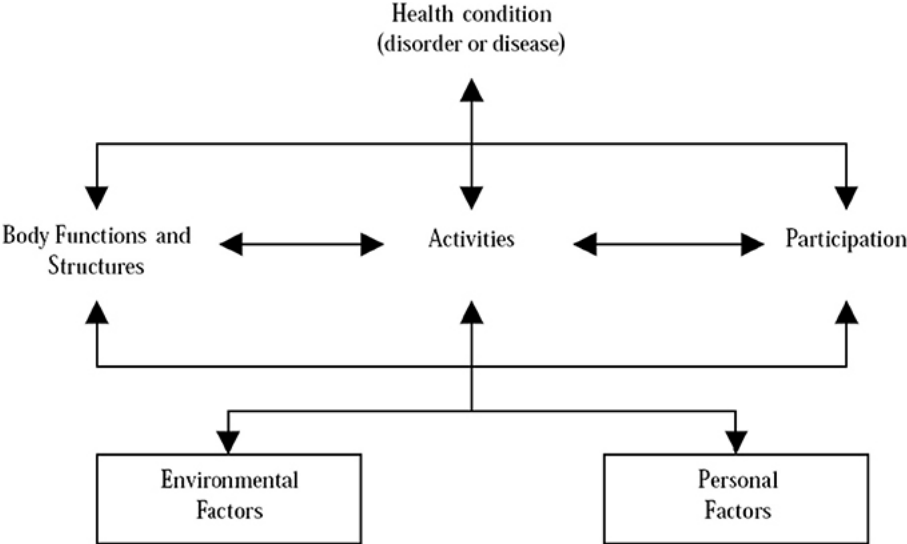 Health condition
(disorder or disease)
Body Functions and
Structures
Activities
Participation
Environmental
Factors
Personal
Factors